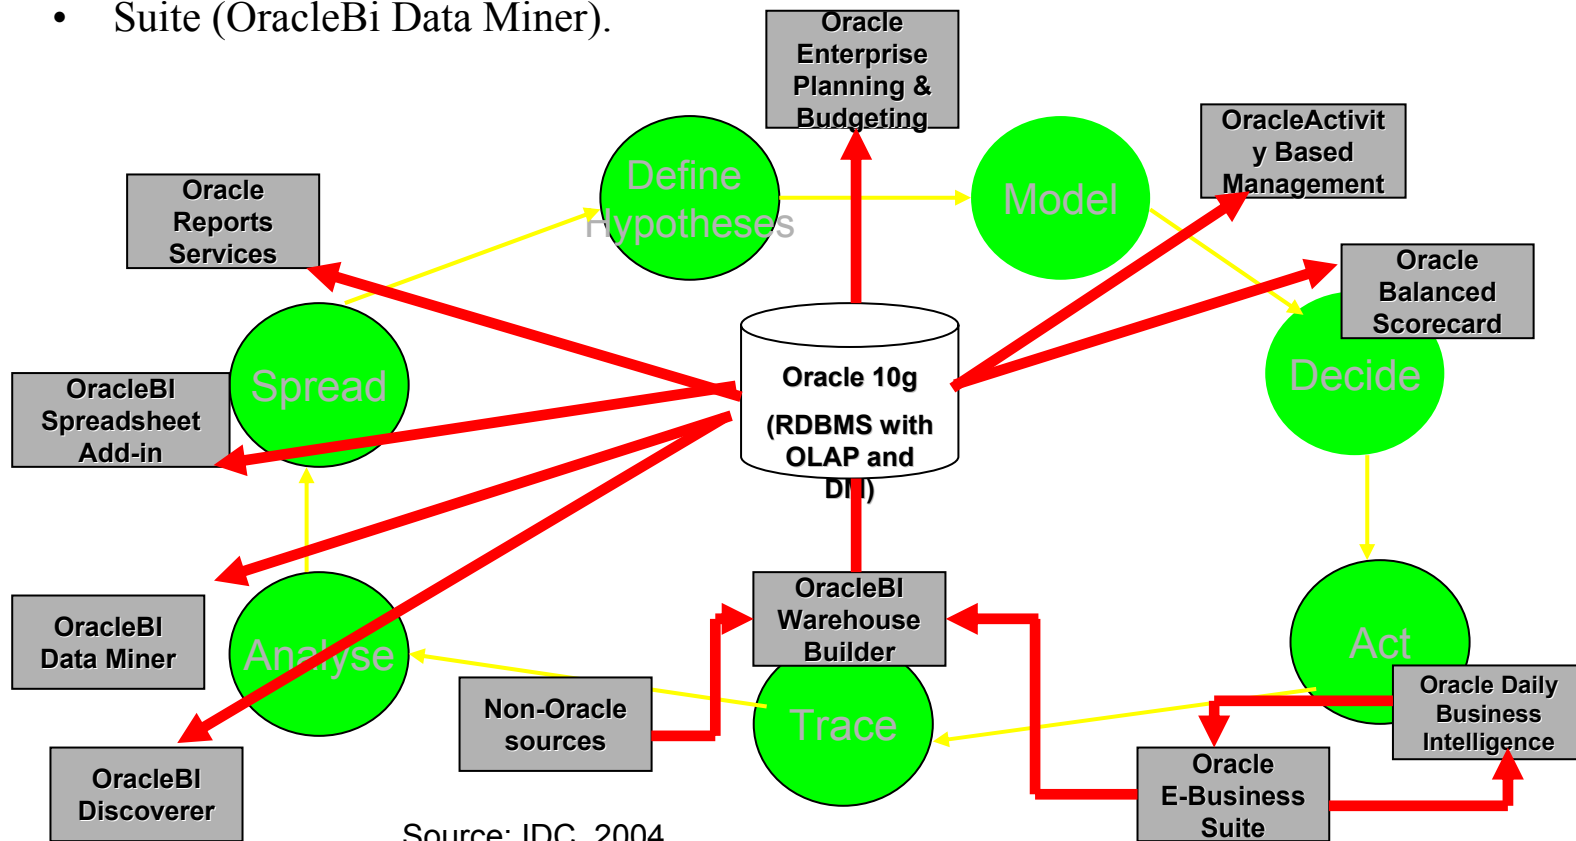 • Suite (OracleBi Data Miner).
Oracle
Enterprise
Planning &
Budgeting
OracleActivit
y Based
Management
Define
Hypotheses
Model
Oracle
Reports
Services
Oracle
Balanced
Scorecard
Spread
Decide
OracleBI
Spreadsheet
Add-in
Oracle 10g
(RDBMS with
OLAP and
DM)
OracleBI
Warehouse
Builder
OracleBI
Data Miner
Analyse
Act
Oracle Daily
Business
Intelligence
Non-Oracle
sources
Trace
Oracle
E-Business
Suite
OracleBI
Discoverer
Source: IDC, 2004